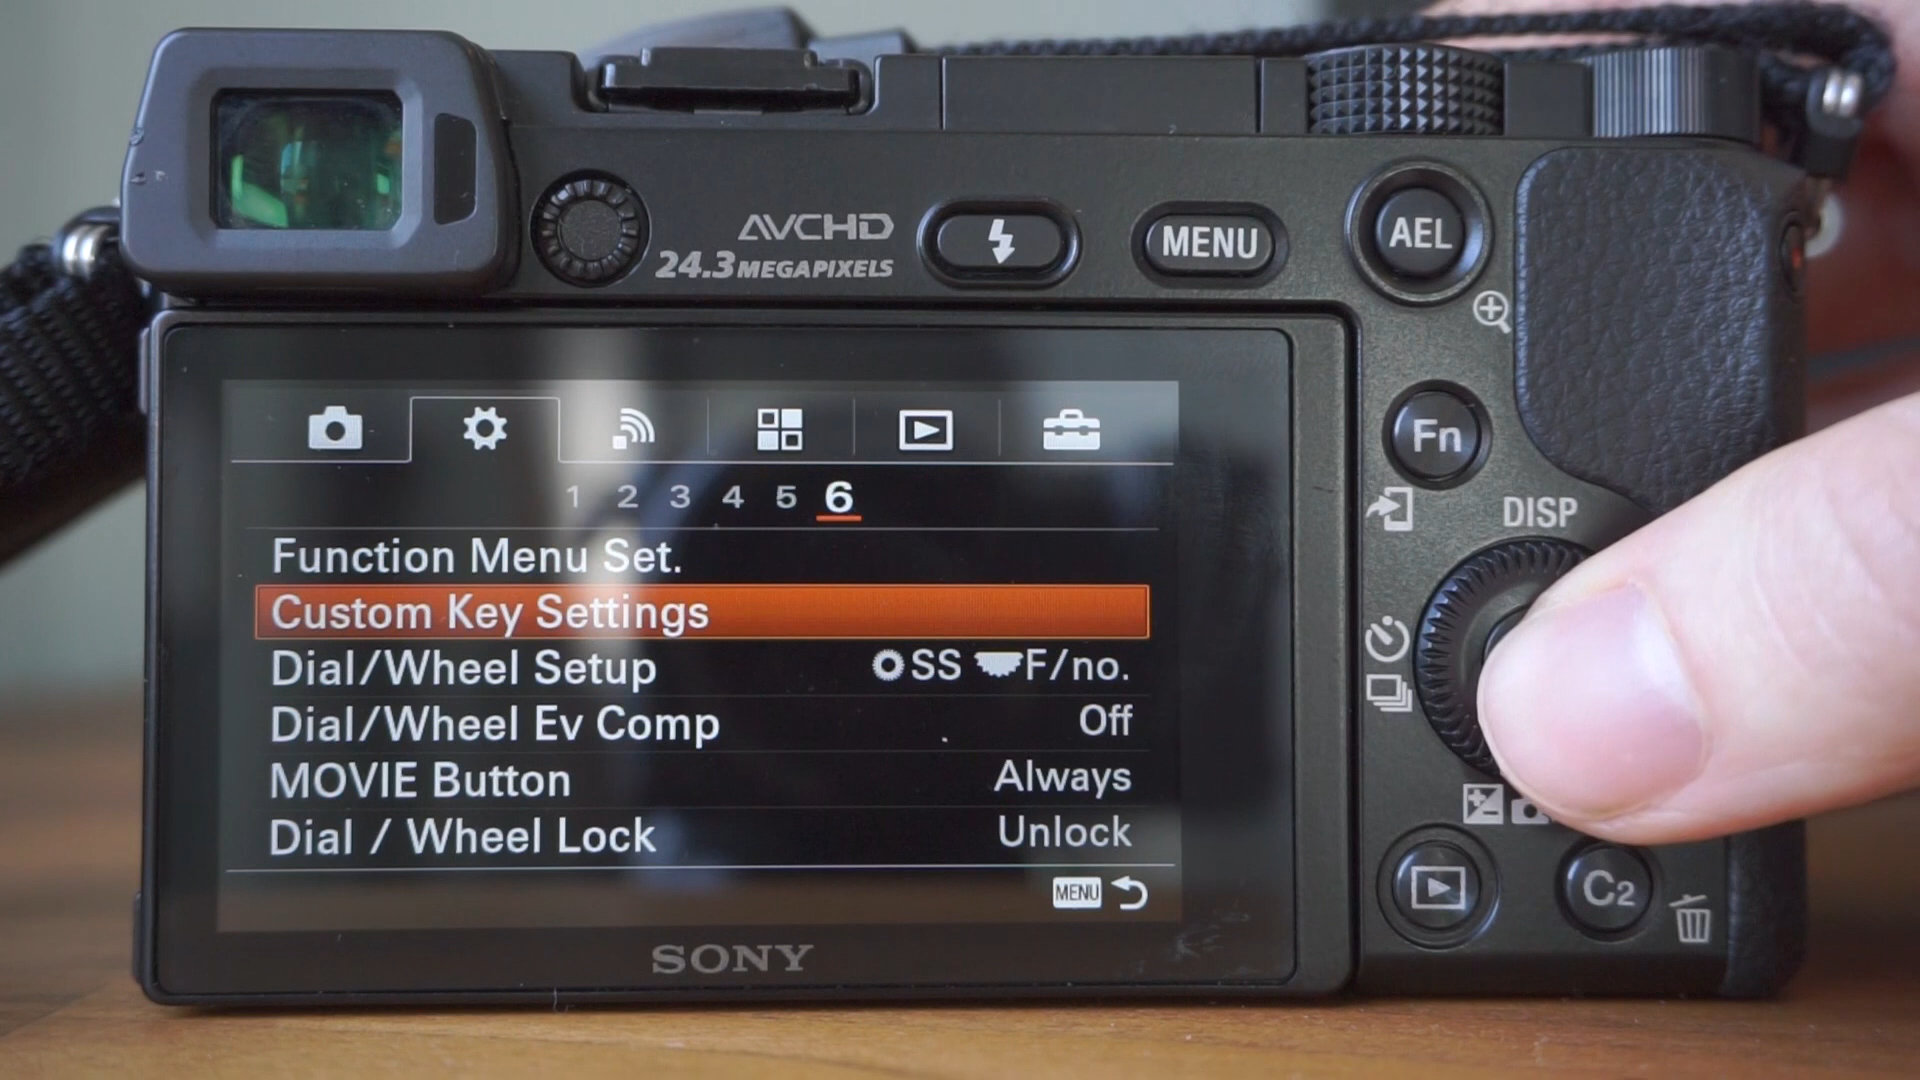 AVCHD
24.3 MEGAPIXELS
MENU
AEL
Fn
DISP
1 2 3 4 5 6
Function Menu Set.
Custom Key Settings
Dial/Wheel Setup SS F/no.
Dial/Wheel Ev Comp Off
MOVIE Button Always
Dial / Wheel Lock Unlock
MENU
C2
SONY